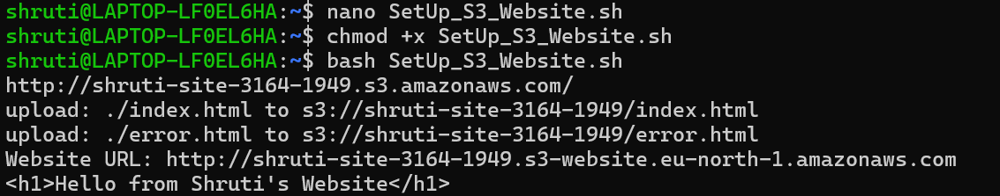 shruti@LAPTOP-LF0EL6HA:~$ nano SetUp_S3_Website.sh
shruti@LAPTOP-LF0EL6HA:~$ chmod +x SetUp_S3_Website.sh
shruti@LAPTOP-LF0EL6HA:~$ bash SetUp_S3_Website.sh
http://shruti-site-3164-1949.s3.amazonaws.com/
upload: ./index.html to s3://shruti-site-3164-1949/index.html
upload: ./error.html to s3://shruti-site-3164-1949/error.html
Website URL: http://shruti-site-3164-1949.s3-website.eu-north-1.amazonaws.com
<h1>Hello from Shruti's Website</h1>